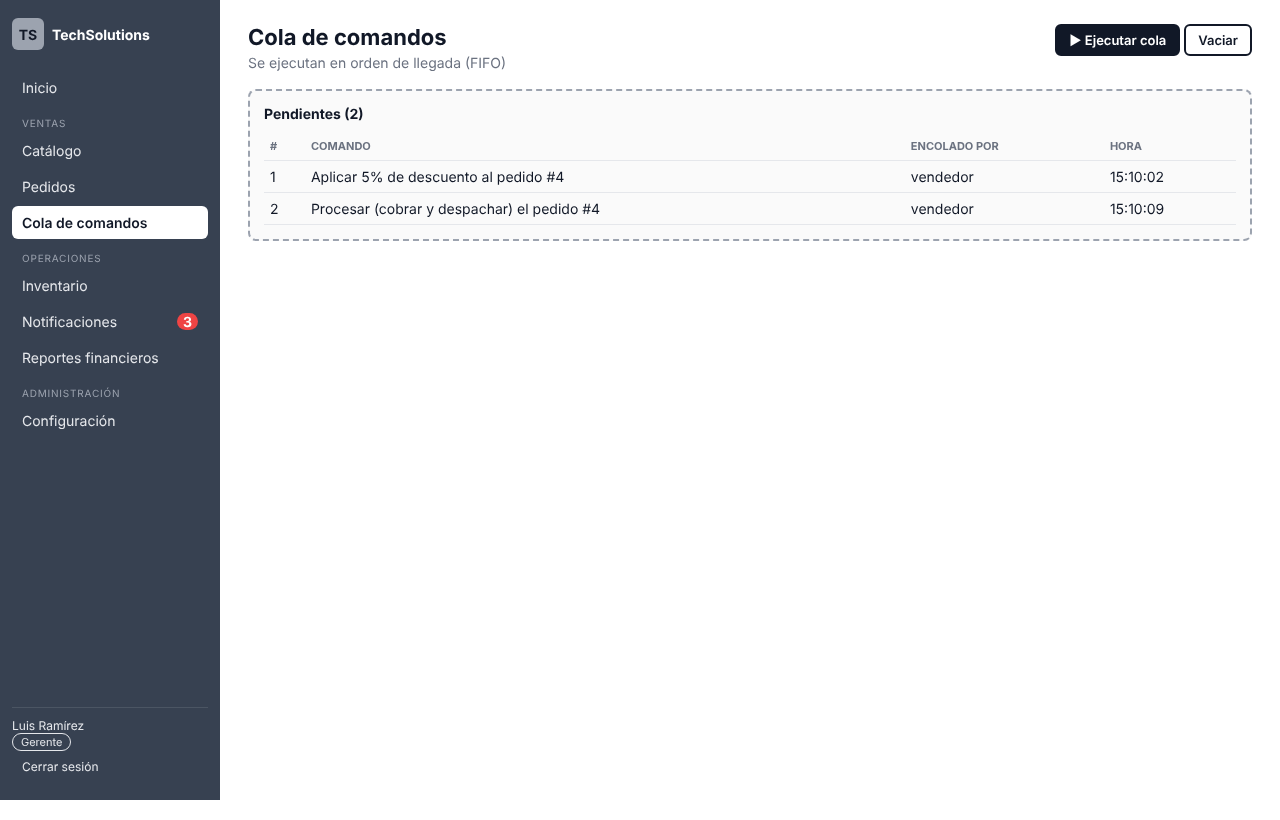 TS TechSolutions
Inicio
VENTAS
Catálogo
Pedidos
Cola de comandos
OPERACIONES
Inventario
Notificaciones 3
Reportes financieros
ADMINISTRACIÓN
Configuración
Luis Ramírez
Gerente
Cerrar sesión
Cola de comandos
Se ejecutan en orden de llegada (FIFO)
▶ Ejecutar cola Vaciar
Pendientes (2)
# COMANDO ENCOLADO POR HORA
1 Aplicar 5% de descuento al pedido #4 vendedor 15:10:02
2 Procesar (cobrar y despachar) el pedido #4 vendedor 15:10:09